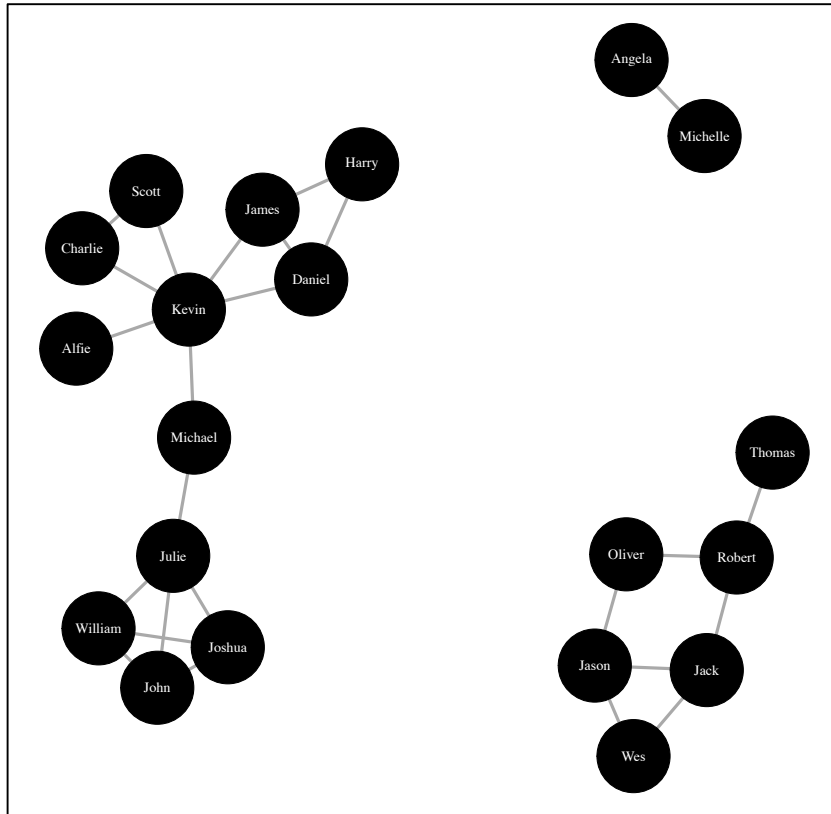 Angela
Michelle
Harry
Scott
James
Charlie
Daniel
Kevin
Alfie
Michael
Thomas
Julie
Oliver
Robert
William
Joshua
Jason
Jack
John
Wes